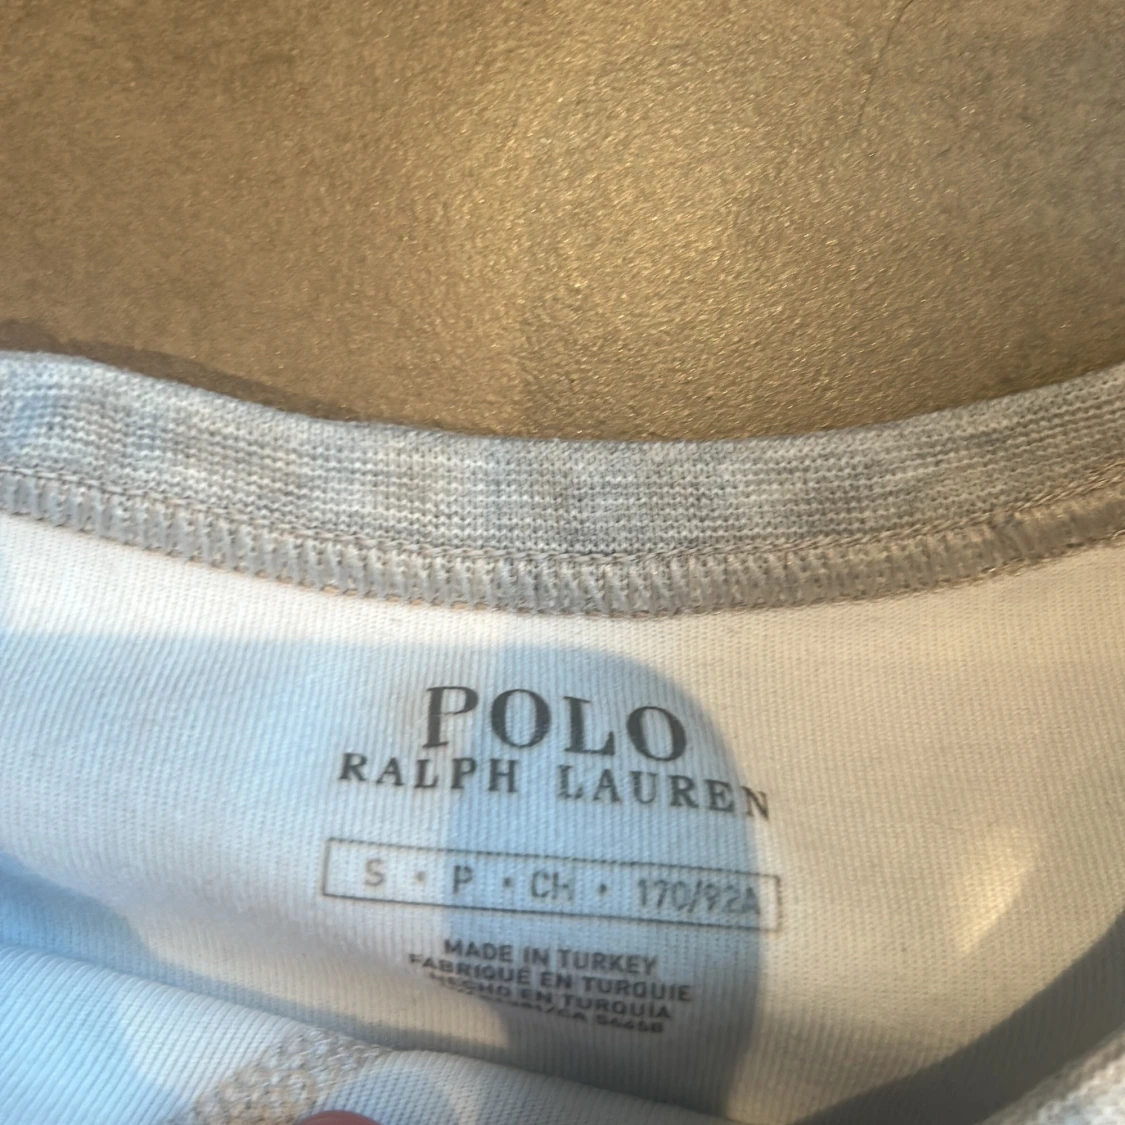 POLO
RALPH LAUREN
S • P • CH • 170/92A
MADE IN TURKEY
FABRIQUÉ EN TURQUIE
HECHO EN TURQUÍA